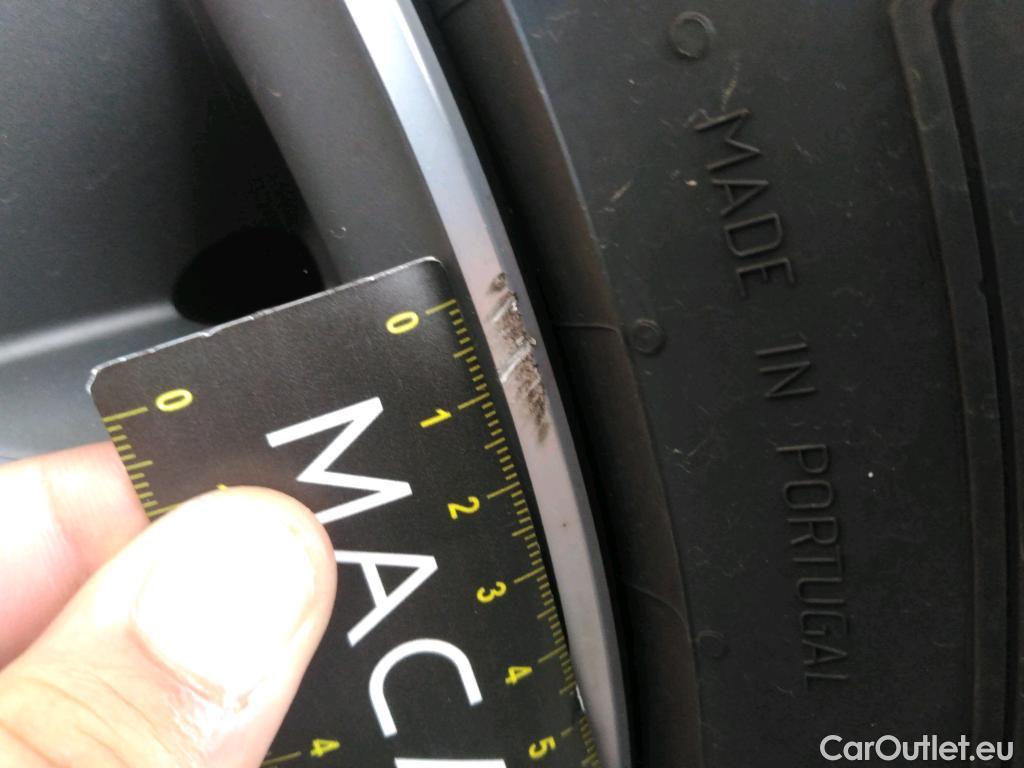 MADE IN PORTUGAL
0 1 2 3 4 5
0
4
MAC
CarOutlet.eu